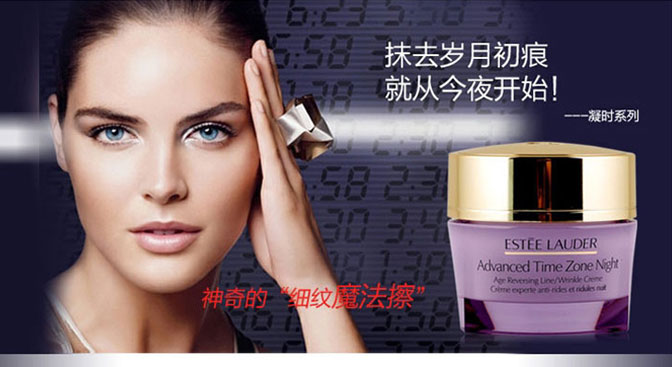 抹去岁月初痕
就从今夜开始!
---凝时系列
神奇的“细纹魔法擦”
ESTĒE LAUDER
Advanced Time Zone Night
Age Reversing Line/Wrinkle Creme
Crème experte anti-rides et ridules nuit